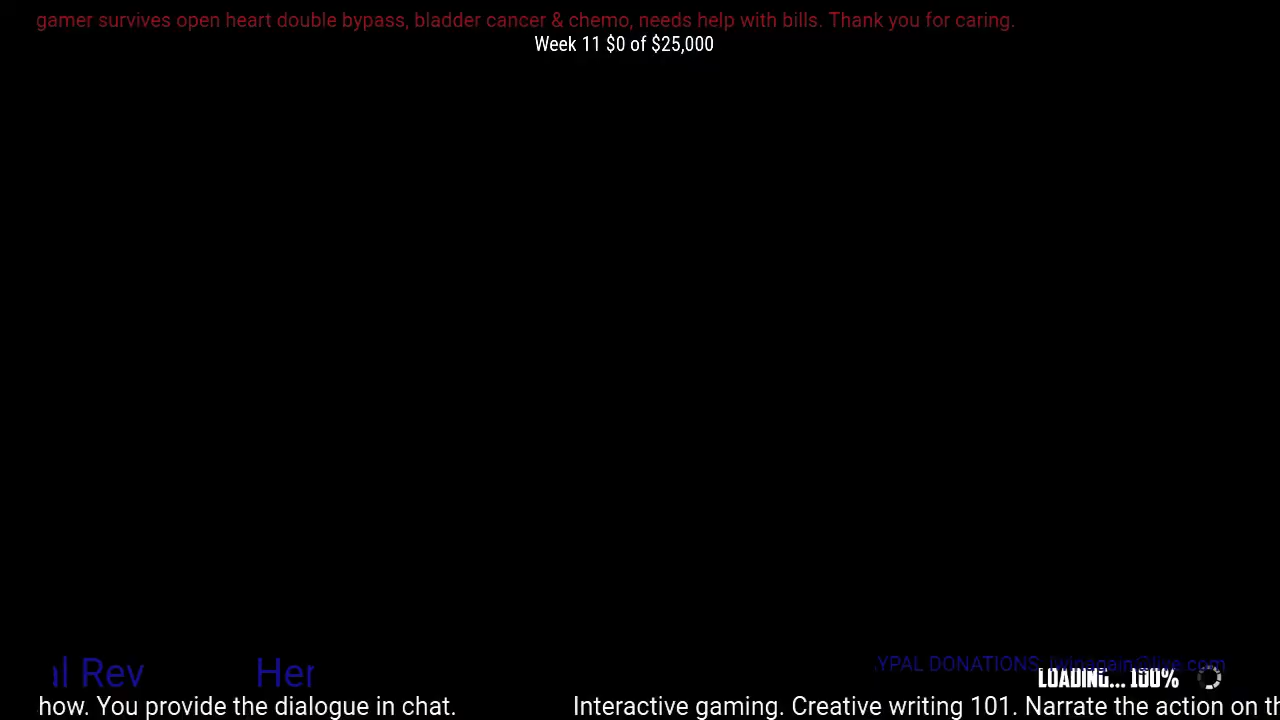 gamer survives open heart double bypass, bladder cancer & chemo, needs help with bills. Thank you for caring.
Week 11 $0 of $25,000
al Rev Her
YPAL DONATIONS
LOADING... 100%
how. You provide the dialogue in chat. Interactive gaming. Creative writing 101. Narrate the action on th